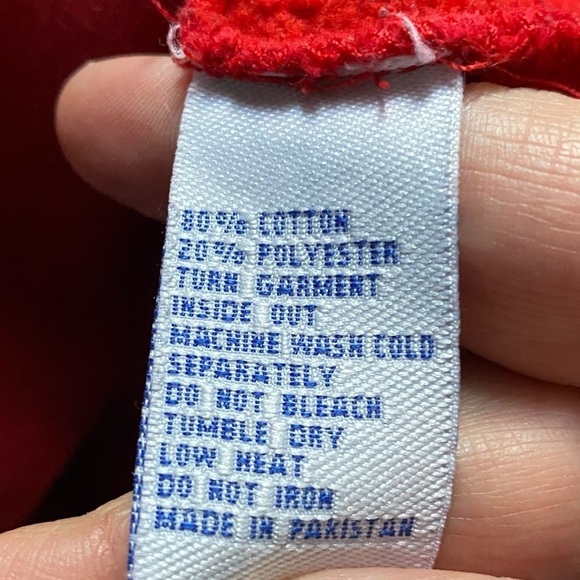 80% COTTON
20% POLYESTER
TURN GARMENT
INSIDE OUT
MACHINE WASH COLD
SEPARATELY
DO NOT BLEACH
TUMBLE DRY
LOW HEAT
DO NOT IRON
MADE IN PAKISTAN